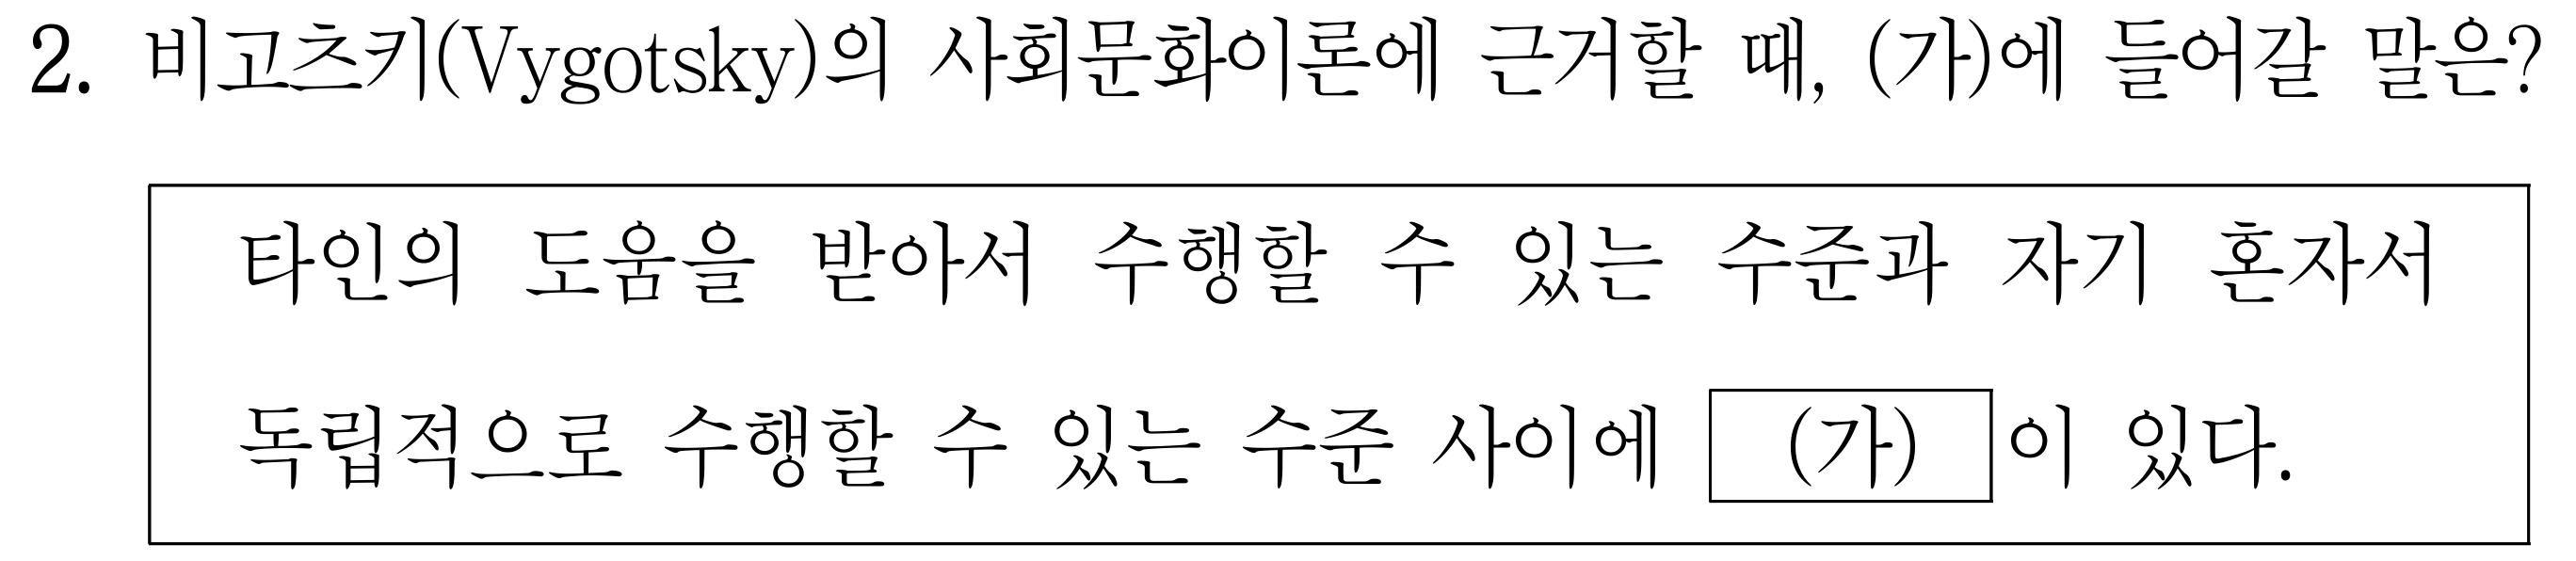 2. 비고츠키(Vygotsky)의 사회문화이론에 근거할 때, (가)에 들어갈 말은?
타인의 도움을 받아서 수행할 수 있는 수준과 자기 혼자서
독립적으로 수행할 수 있는 수준 사이에 (가) 이 있다.